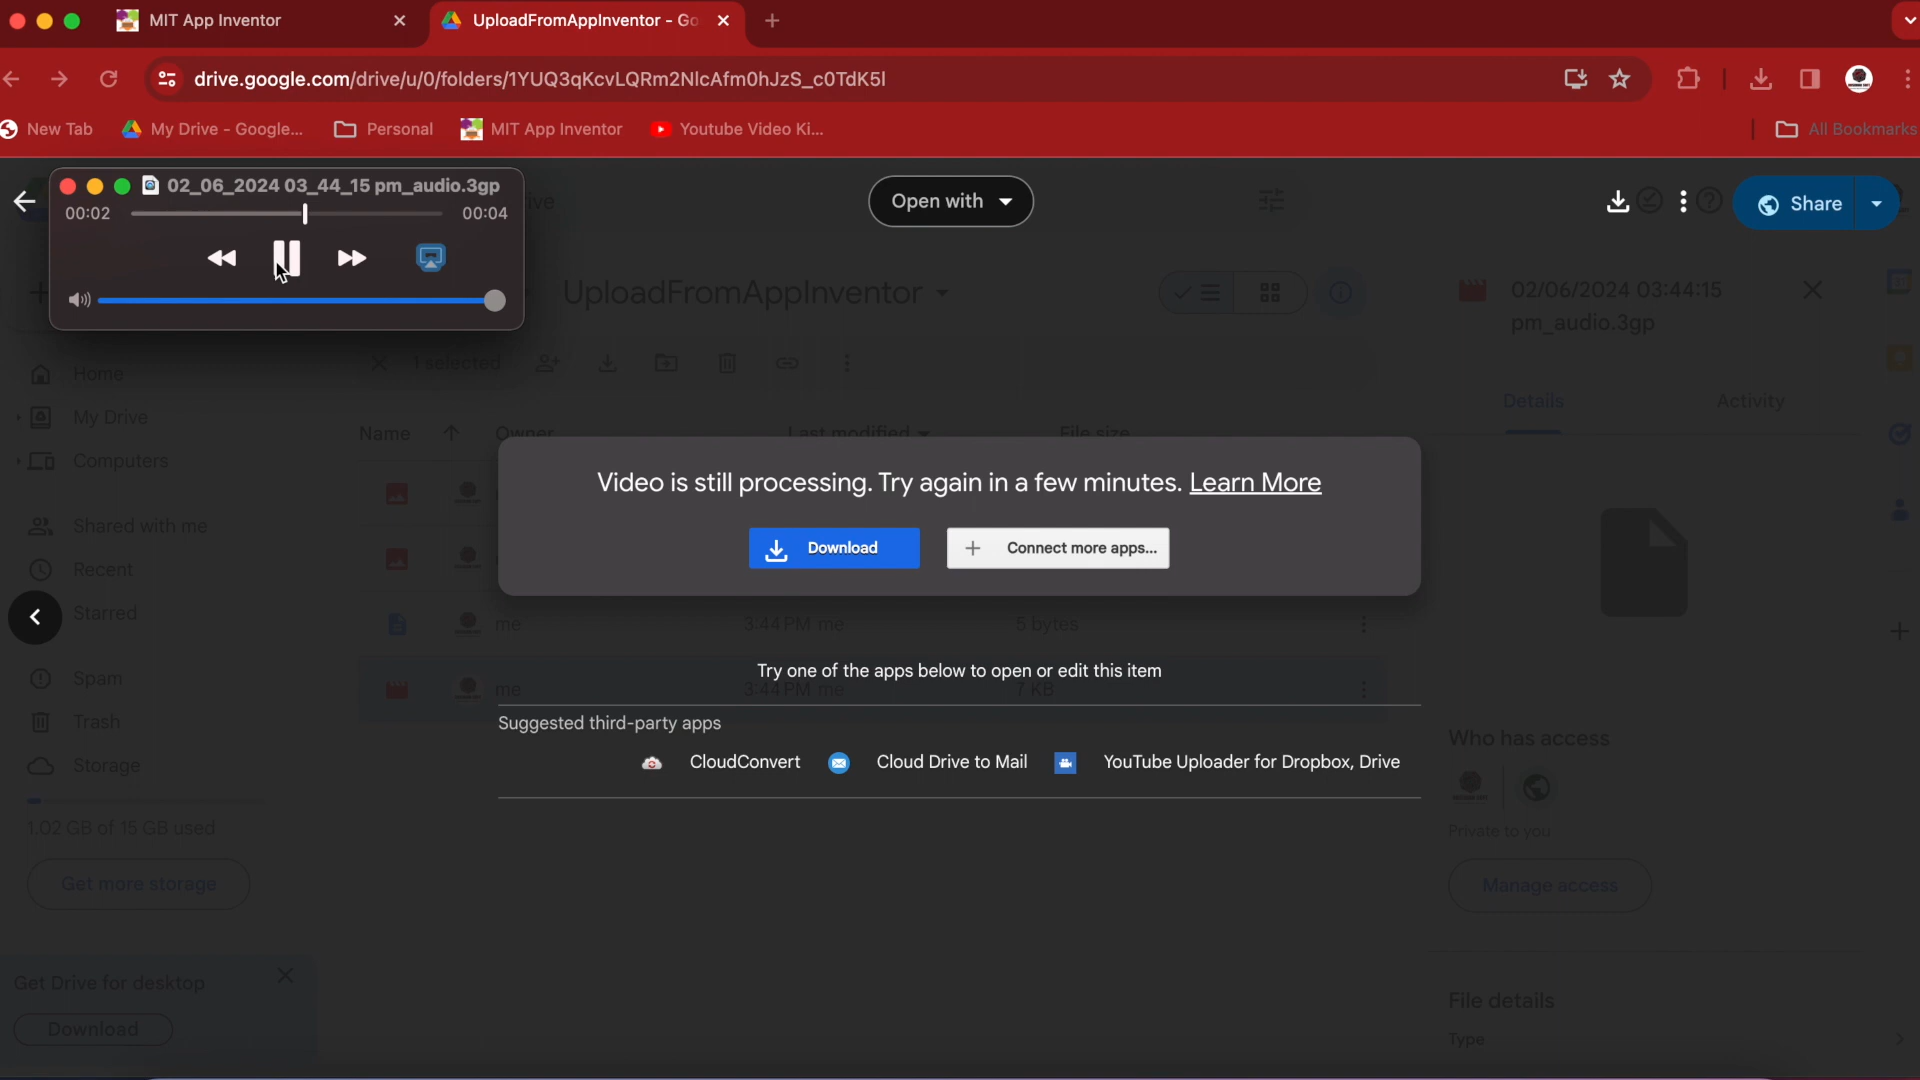 MIT App Inventor
UploadFromAppInventor - Go
drive.google.com/drive/u/0/folders/1YUQ3qKcvLQRm2NlcAfm0hJzS_c0TdK5l
New Tab
My Drive - Google...
Personal
MIT App Inventor
Youtube Video Ki...
All Bookmarks
02_06_2024 03_44_15 pm_audio.3gp
00:02
00:04
ive
Open with
Share
UploadFromAppInventor
02/06/2024 03:44:15
pm_audio.3gp
1 selected
Home
My Drive
Computers
Shared with me
Recent
Starred
Spam
Trash
Storage
1.02 GB of 15 GB used
Get more storage
Get Drive for desktop
Download
Name
Owner
Last modified
File size
Video is still processing. Try again in a few minutes. Learn More
Download
Connect more apps...
me
3:44 PM me
5 bytes
Try one of the apps below to open or edit this item
me
3:44 PM me
7 KB
Suggested third-party apps
CloudConvert
Cloud Drive to Mail
YouTube Uploader for Dropbox, Drive
Details
Activity
Who has access
Private to you
Manage access
File details
Type